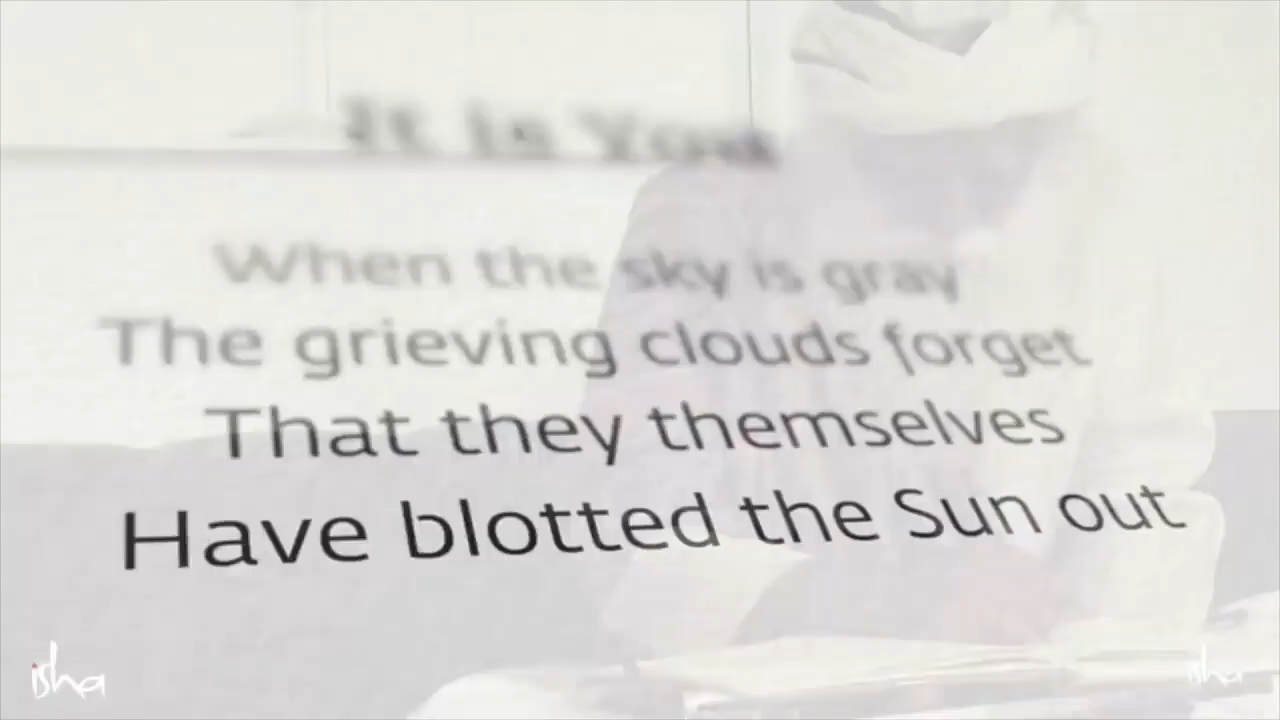 It is You
When the sky is gray
The grieving clouds forget
That they themselves
Have blotted the Sun out
isha
isha